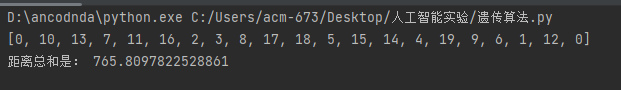 D:\ancodnda\python.exe C:/Users/acm-673/Desktop/人工智能实验/遗传算法.py
[0, 10, 13, 7, 11, 16, 2, 3, 8, 17, 18, 5, 15, 14, 4, 19, 9, 6, 1, 12, 0]
距离总和是： 765.8097822528861